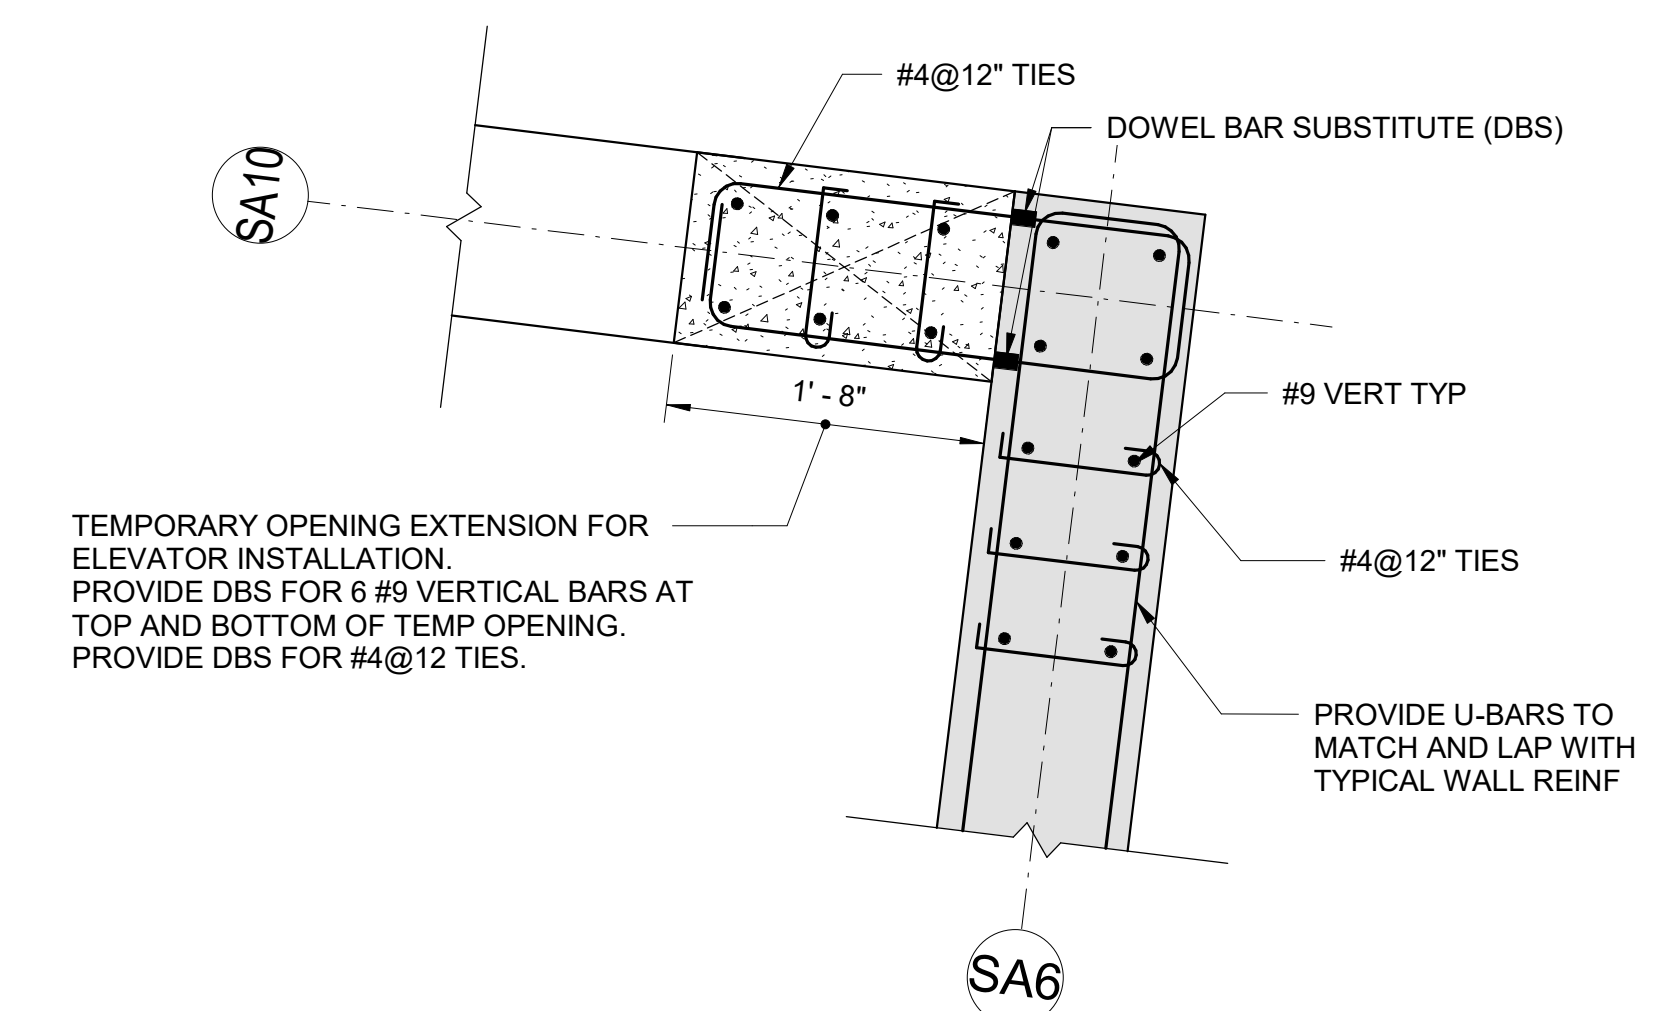 #4@12" TIES
DOWEL BAR SUBSTITUTE (DBS)
SA10
1' - 8"
#9 VERT TYP
TEMPORARY OPENING EXTENSION FOR
ELEVATOR INSTALLATION.
PROVIDE DBS FOR 6 #9 VERTICAL BARS AT
TOP AND BOTTOM OF TEMP OPENING.
PROVIDE DBS FOR #4@12 TIES.
#4@12" TIES
PROVIDE U-BARS TO
MATCH AND LAP WITH
TYPICAL WALL REINF
SA6